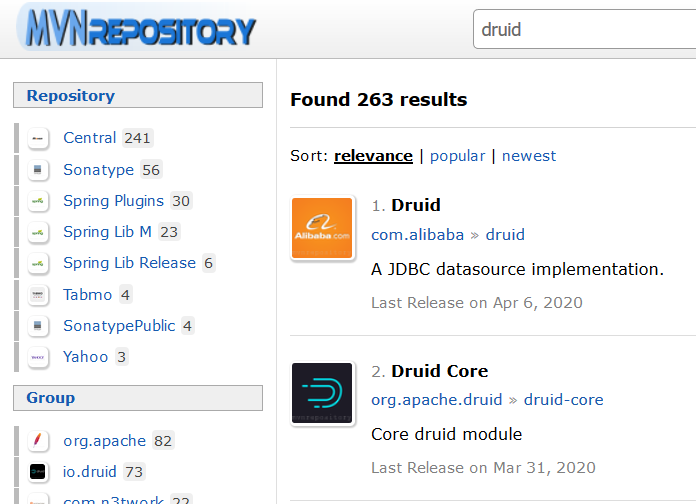 MVNREPOSITORY
druid
Repository
Central 241
Sonatype 56
Spring Plugins 30
Spring Lib M 23
Spring Lib Release 6
Tabmo 4
SonatypePublic 4
Yahoo 3
Group
org.apache 82
io.druid 73
com.n3twork 22
Found 263 results
Sort: relevance | popular | newest
Alibaba.com
1. Druid
com.alibaba » druid
A JDBC datasource implementation.
Last Release on Apr 6, 2020
2. Druid Core
org.apache.druid » druid-core
Core druid module
Last Release on Mar 31, 2020